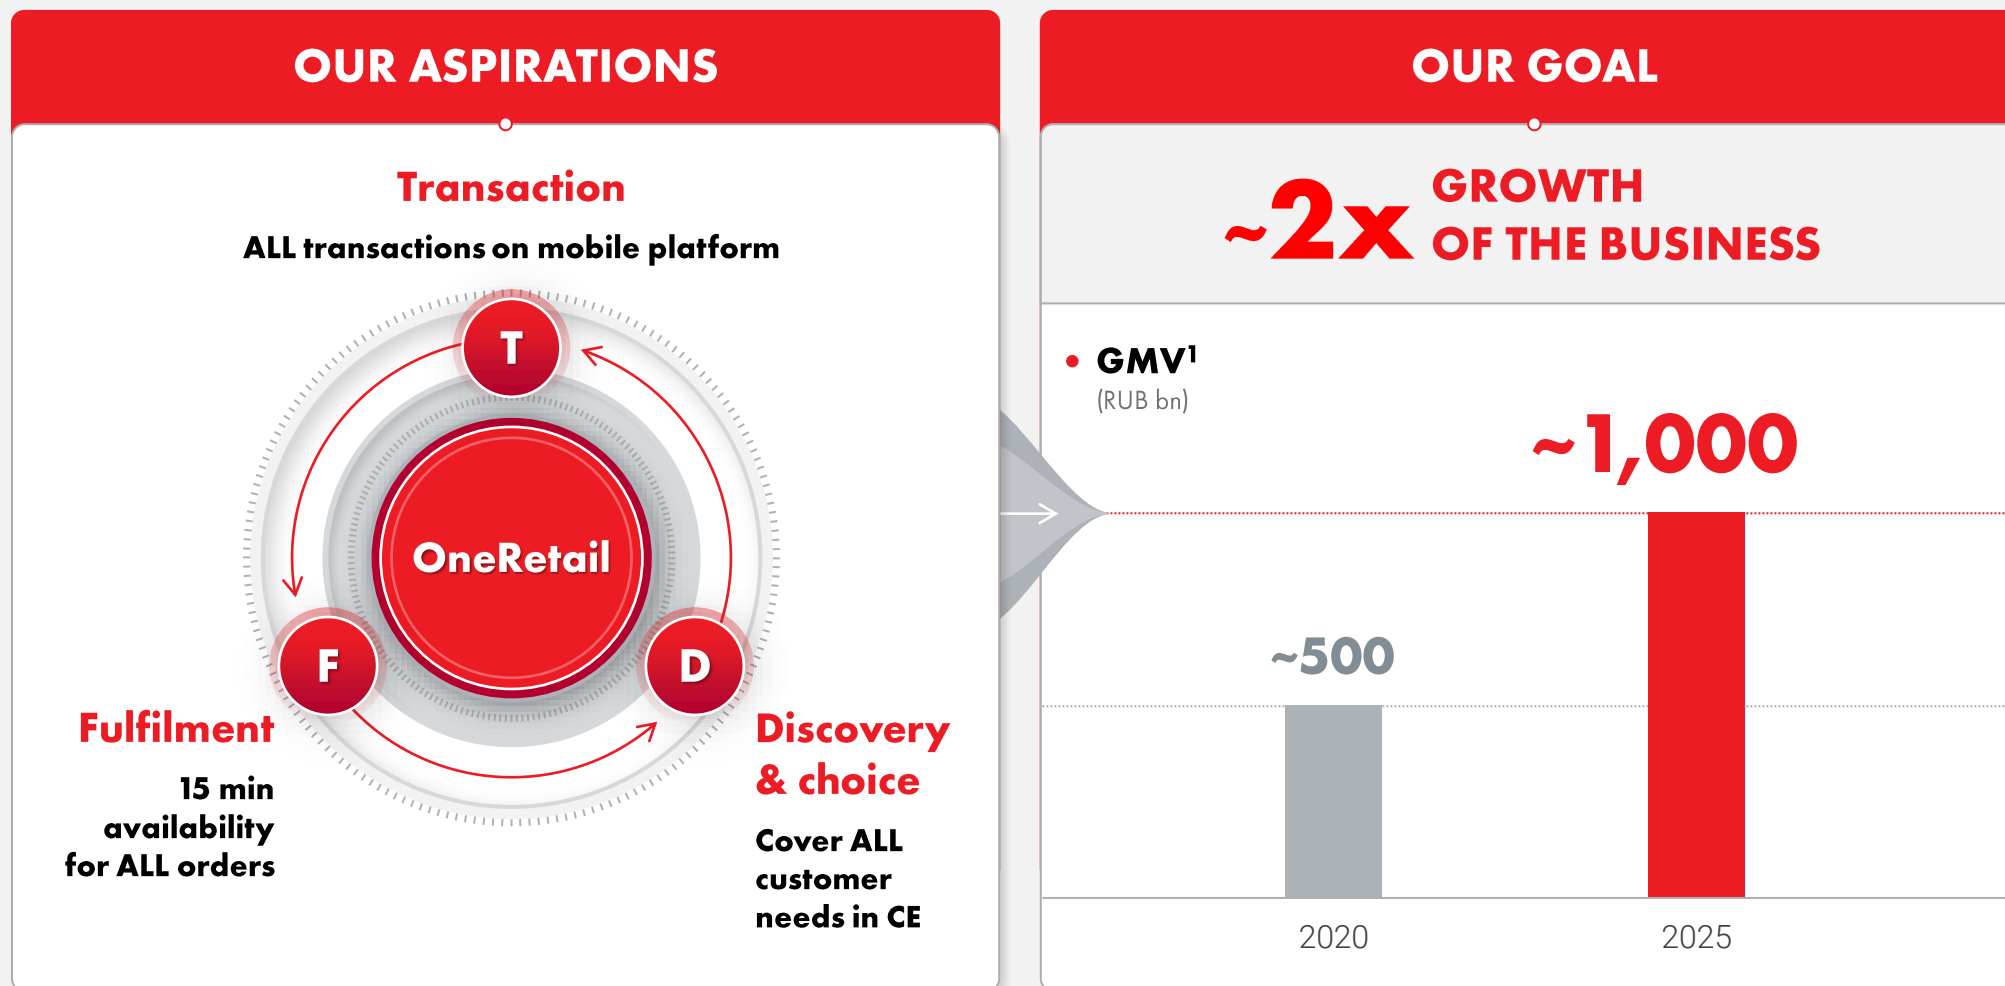 OUR ASPIRATIONS
Transaction
ALL transactions on mobile platform
T
OneRetail
F
D
Fulfilment
15 min
availability
for ALL orders
Discovery
& choice
Cover ALL
customer
needs in CE
OUR GOAL
~2x GROWTH
OF THE BUSINESS
GMV¹
(RUB bn)
~1,000
~500
2020
2025